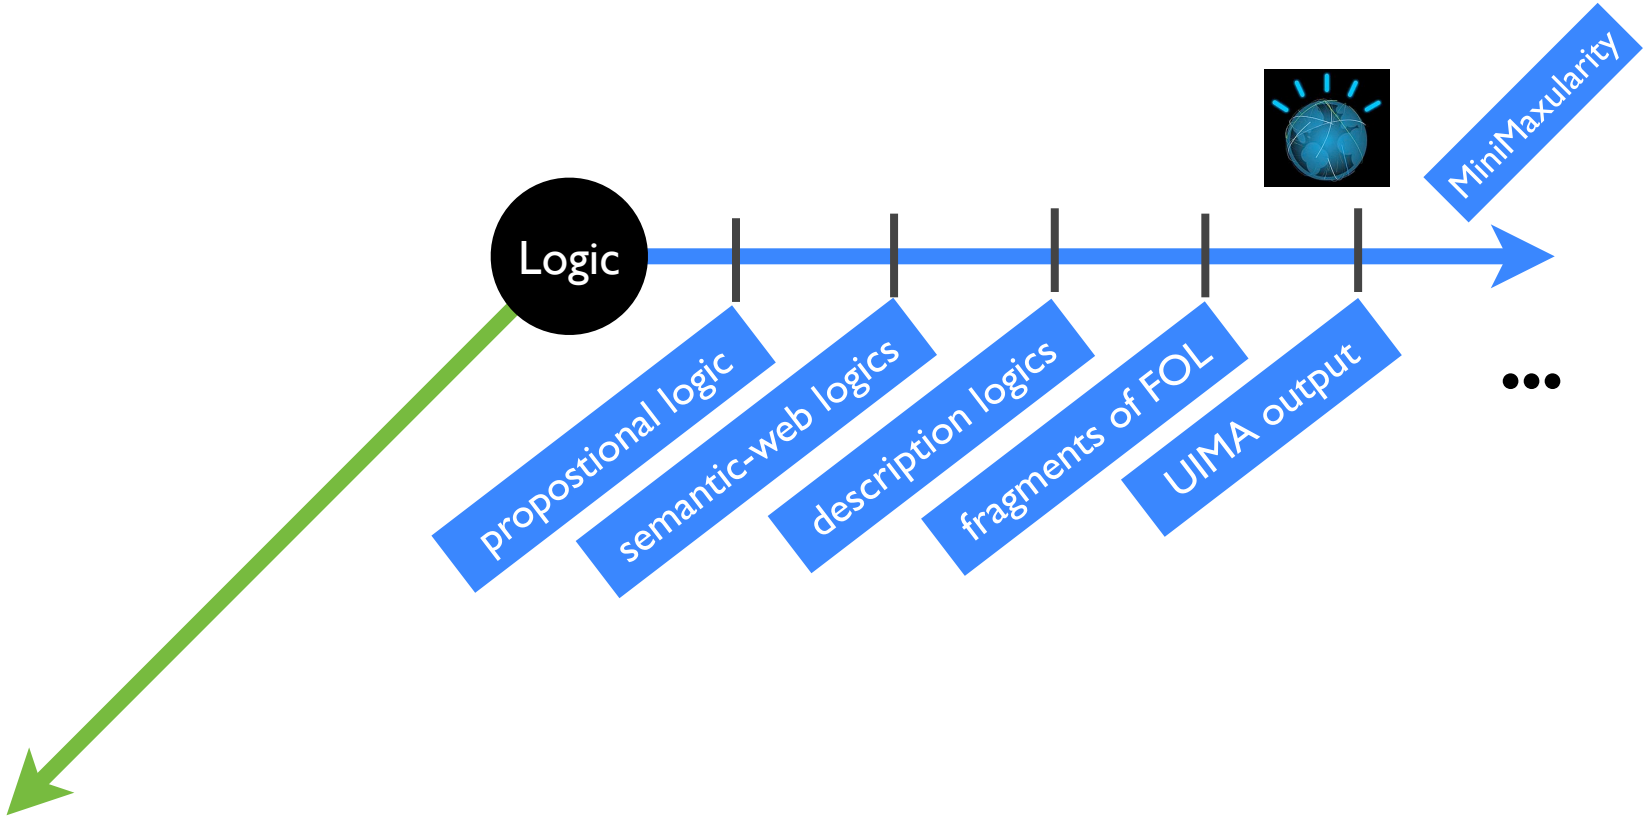 MiniMaxularity
Logic
propostional logic
semantic-web logics
description logics
fragments of FOL
UIMA output
...